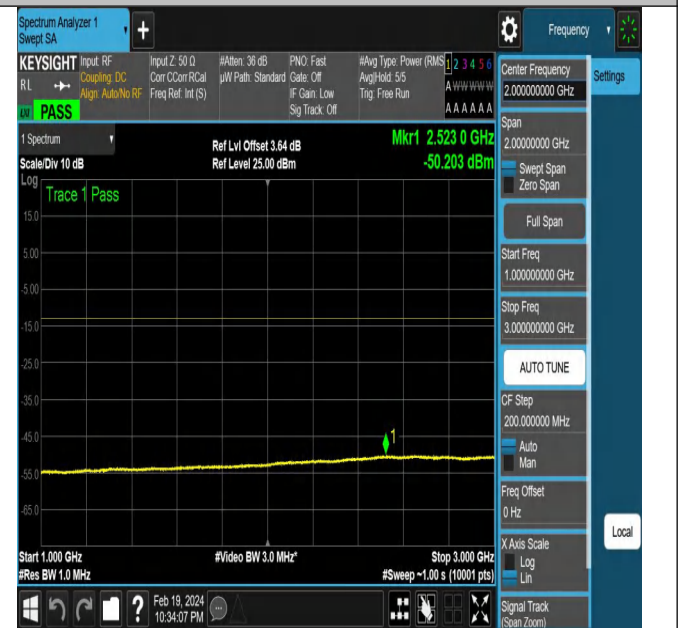 Spectrum Analyzer 1
Swept SA
Frequency
KEYSIGHT
RL
LXI
PASS
Input: RF
Coupling: DC
Align: Auto/No RF
Input Z: 50 Ω
Corr CCorr RCal
Freq Ref: Int (S)
#Atten: 36 dB
µW Path: Standard
PNO: Fast
Gate: Off
IF Gain: Low
Sig Track: Off
#Avg Type: Power (RMS
Avg|Hold: 5/5
Trig: Free Run
1 2 3 4 5 6
A W W W W W
A A A A A A
1 Spectrum
Scale/Div 10 dB
Ref Lvl Offset 3.64 dB
Ref Level 25.00 dBm
Mkr1 2.523 0 GHz
-50.203 dBm
Log
Trace 1 Pass
15.0
5.00
-5.00
-15.0
-25.0
-35.0
-45.0
-55.0
-65.0
1
Start 1.000 GHz
#Res BW 1.0 MHz
#Video BW 3.0 MHz*
Stop 3.000 GHz
#Sweep ~1.00 s (10001 pts)
Feb 19, 2024
10:34:07 PM
Center Frequency
2.000000000 GHz
Settings
Span
2.00000000 GHz
Swept Span
Zero Span
Full Span
Start Freq
1.000000000 GHz
Stop Freq
3.000000000 GHz
AUTO TUNE
CF Step
200.000000 MHz
Auto
Man
Freq Offset
0 Hz
Local
X Axis Scale
Log
Lin
Signal Track
(Span Zoom)